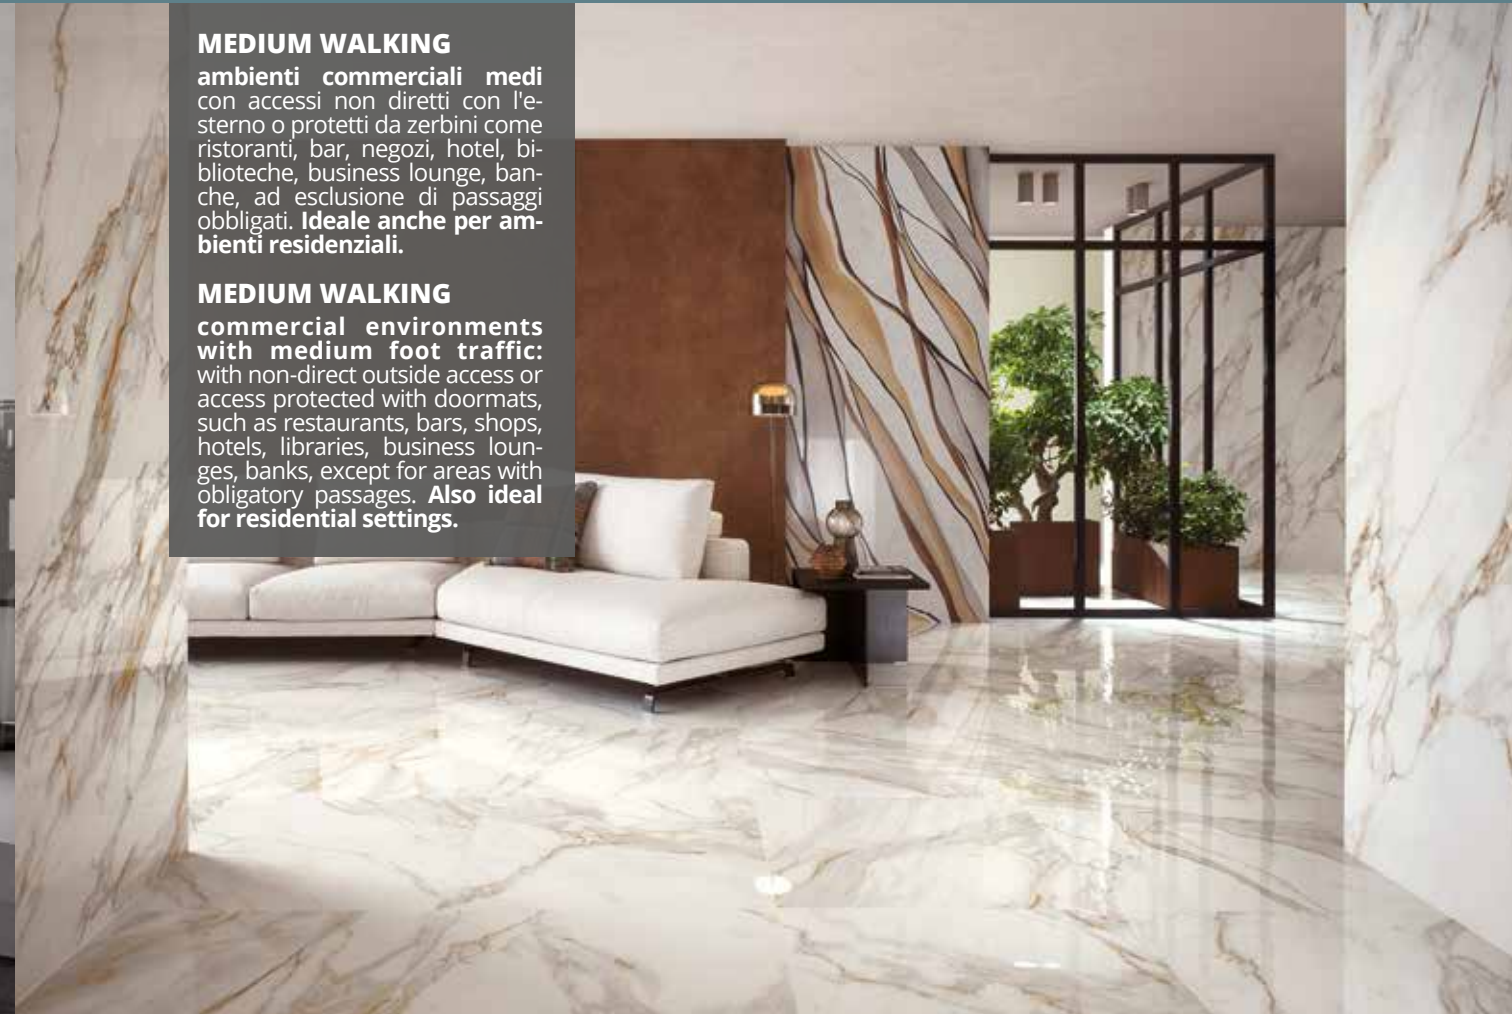 MEDIUM WALKING
ambienti commerciali medi
con accessi non diretti con l'e-
sterno o protetti da zerbini come
ristoranti, bar, negozi, hotel, bi-
blioteche, business lounge, ban-
che, ad esclusione di passaggi
obbligati. Ideale anche per am-
bienti residenziali.
MEDIUM WALKING
commercial environments
with medium foot traffic:
with non-direct outside access or
access protected with doormats,
such as restaurants, bars, shops,
hotels, libraries, business loun-
ges, banks, except for areas with
obligatory passages. Also ideal
for residential settings.